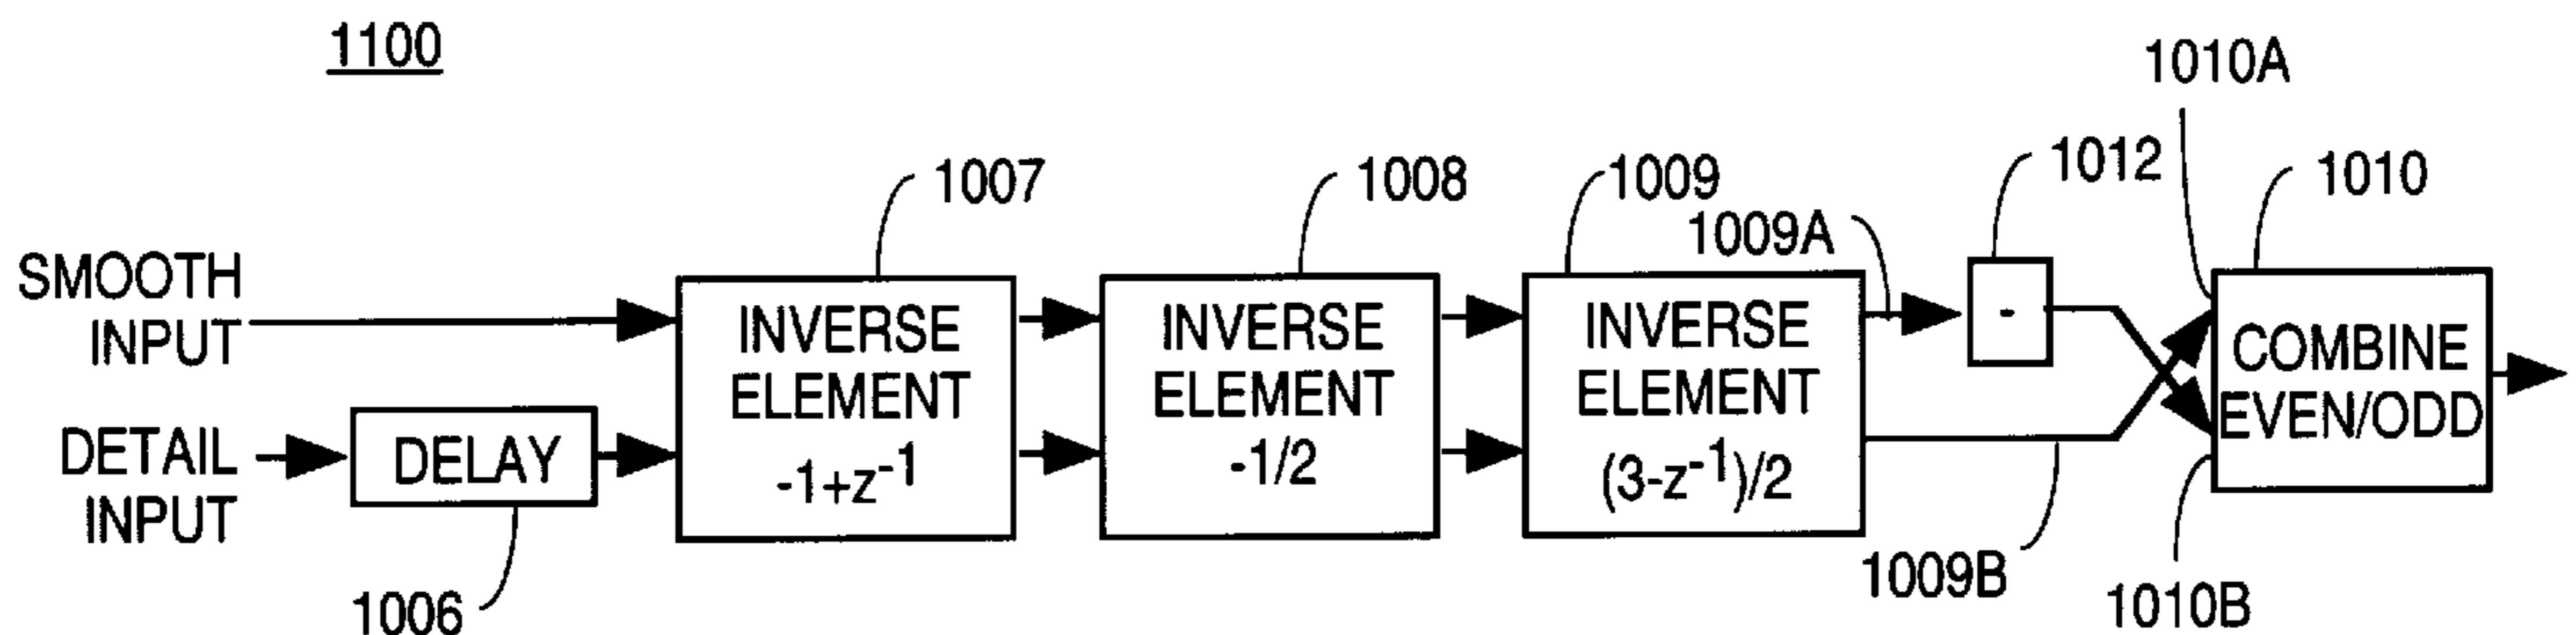 1100
1010A
1007
1008
1009
1009A
1012
1010
SMOOTH
INPUT
DETAIL
INPUT
DELAY
1006
INVERSE
ELEMENT
-1+z⁻¹
INVERSE
ELEMENT
-1/2
INVERSE
ELEMENT
(3-z⁻¹)/2
-
COMBINE
EVEN/ODD
1009B
1010B